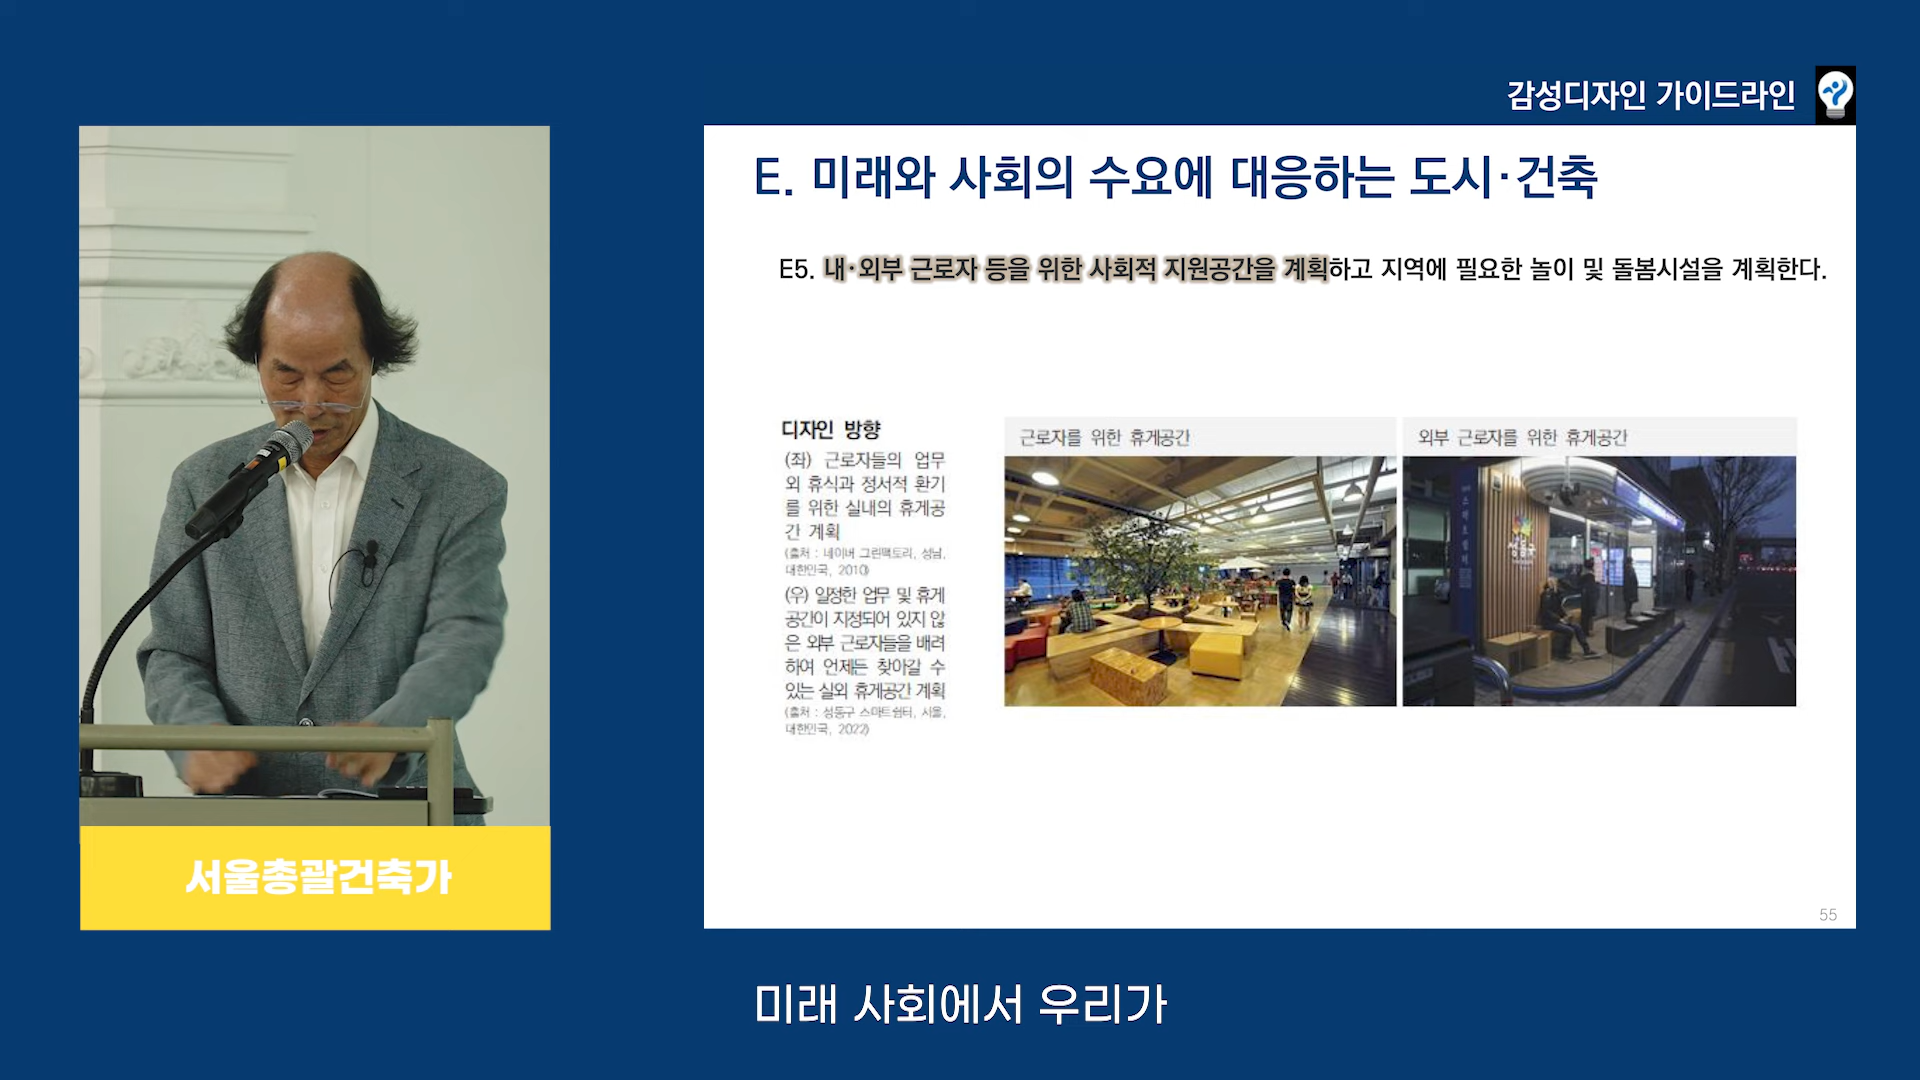 감성디자인 가이드라인
E. 미래와 사회의 수요에 대응하는 도시·건축
E5. 내·외부 근로자 등을 위한 사회적 지원공간을 계획하고 지역에 필요한 놀이 및 돌봄시설을 계획한다.
디자인 방향
(좌) 근로자들의 업무
외 휴식과 정서적 환기
를 위한 실내의 휴게공
간 계획
(출처 : 네이버 그린팩토리, 성남,
대한민국, 2010)
(우) 일정한 업무 및 휴게
공간이 지정되어 있지 않
은 외부 근로자들을 배려
하여 언제든 찾아갈 수
있는 실외 휴게공간 계획
(출처 : 성동구 스마트쉼터, 서울,
대한민국, 2022)
근로자를 위한 휴게공간
외부 근로자를 위한 휴게공간
55
서울총괄건축가
미래 사회에서 우리가